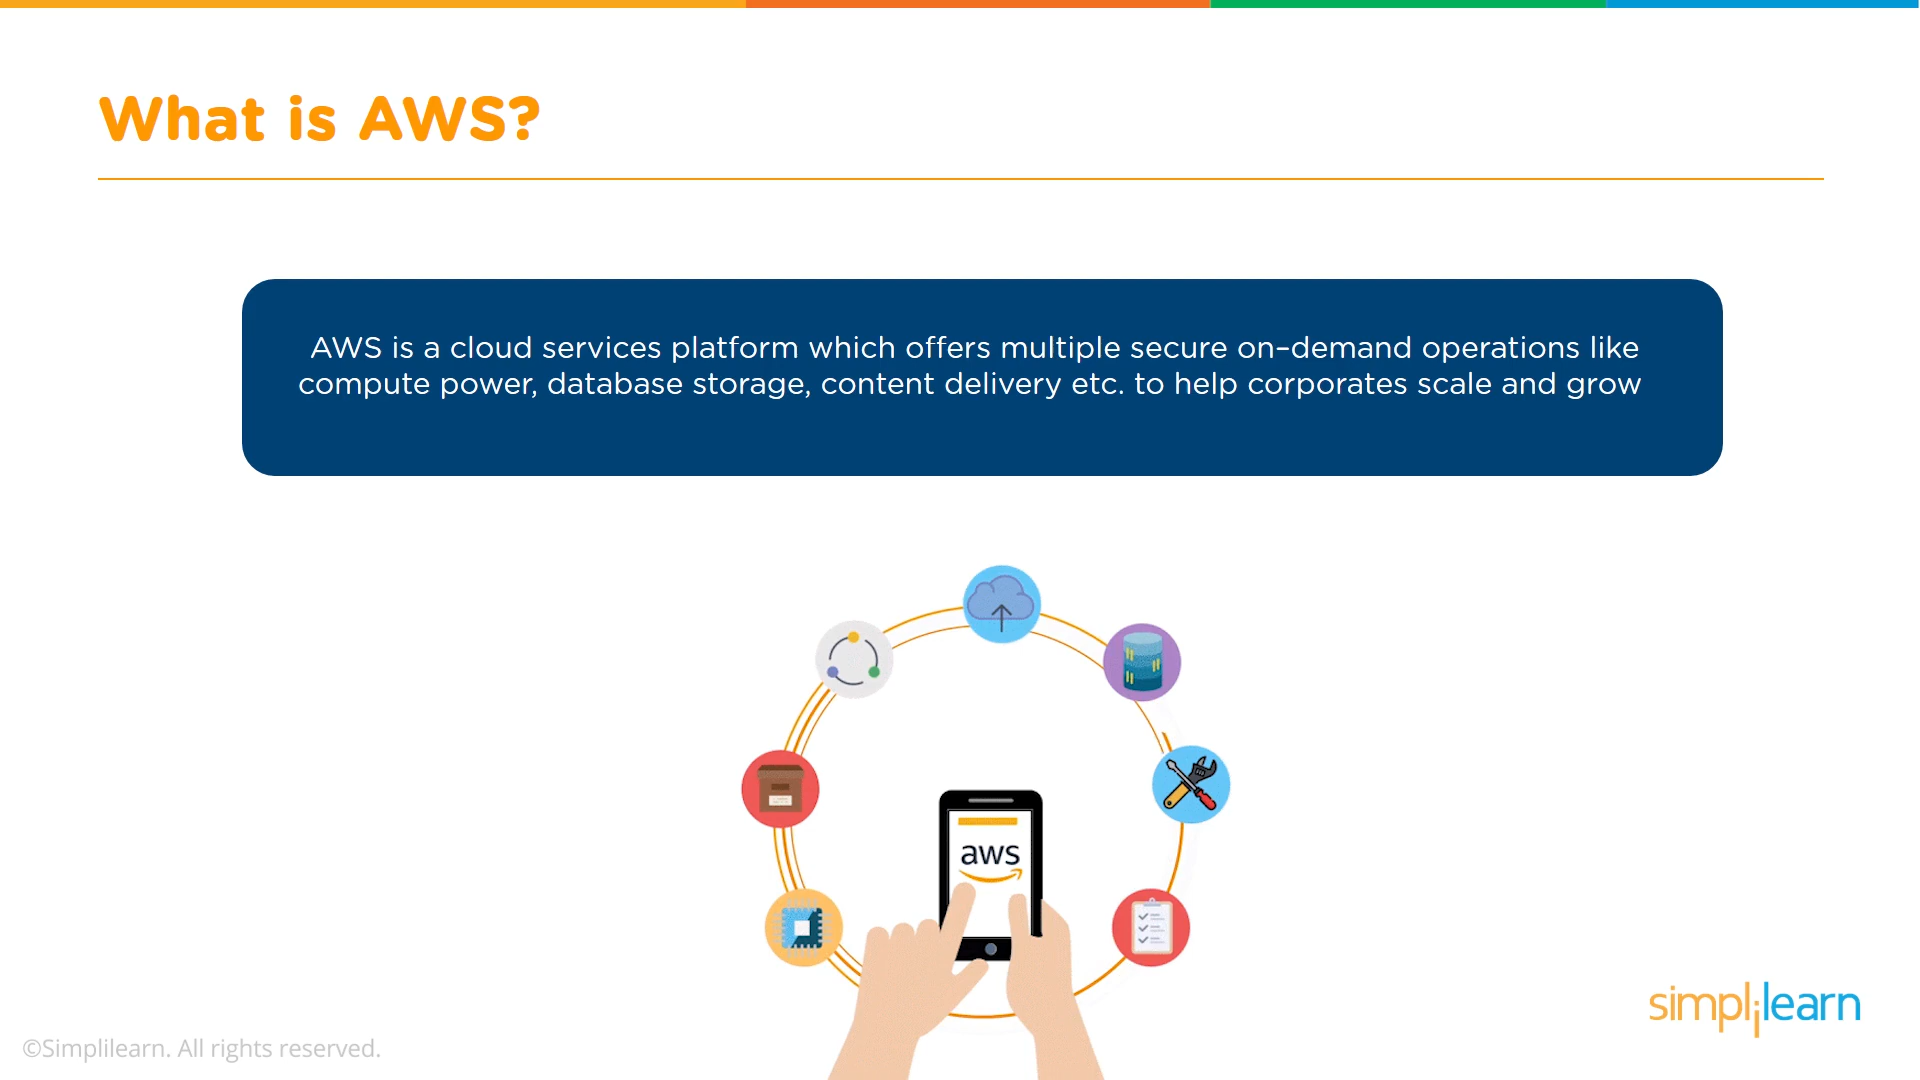 What is AWS?
AWS is a cloud services platform which offers multiple secure on-demand operations like
compute power, database storage, content delivery etc. to help corporates scale and grow
aws
simplilearn
©Simplilearn. All rights reserved.